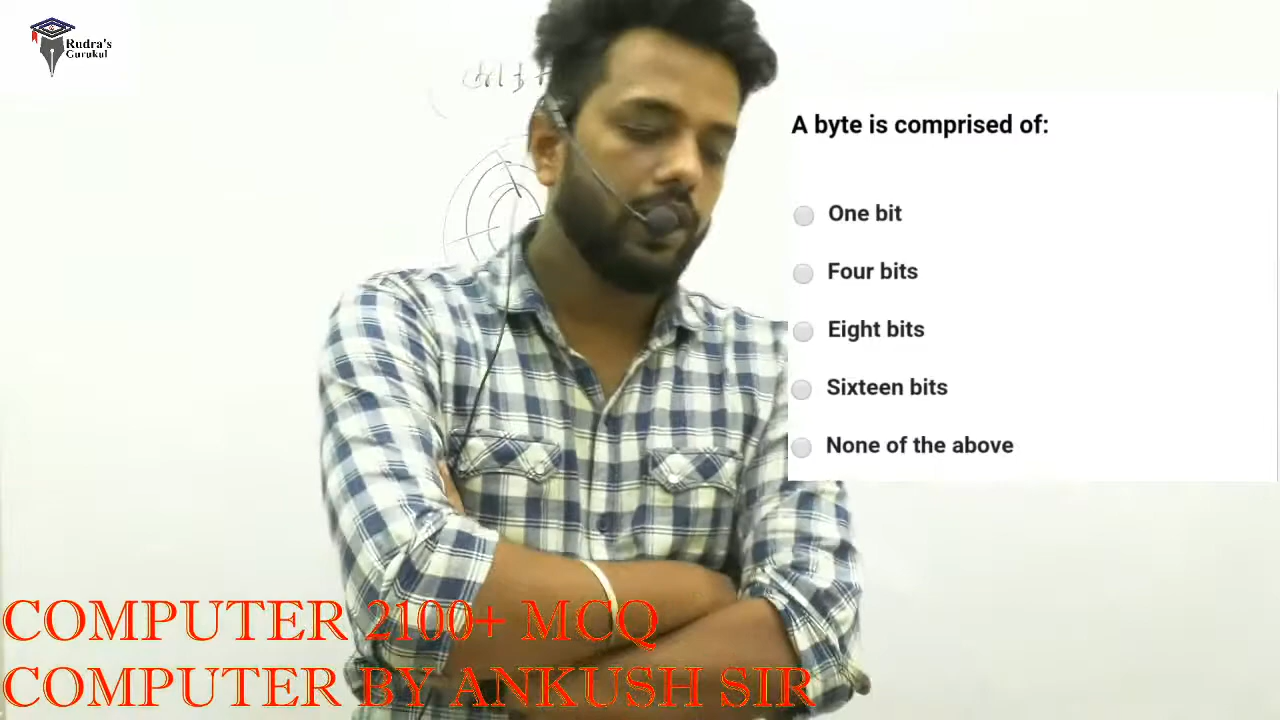 Rudra's
Gurukul
A byte is comprised of:
One bit
Four bits
Eight bits
Sixteen bits
None of the above
COMPUTER 2100+ MCQ
COMPUTER BY ANKUSH SIR